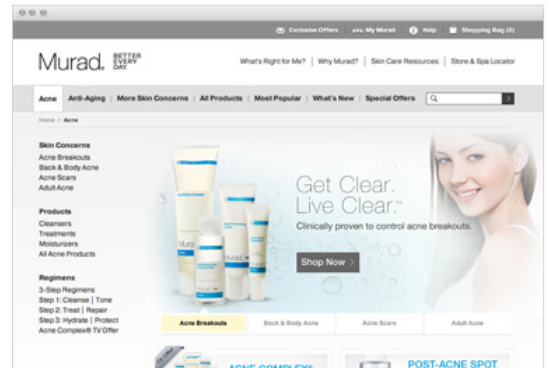 Exclusive Offers My Murad Help Shopping Bag (0)
Murad. BETTER EVERY DAY.
What's Right for Me? | Why Murad? | Skin Care Resources | Store & Spa Locator
Acne Anti-Aging | More Skin Concerns | All Products | Most Popular | What's New | Special Offers
Home > Acne
Skin Concerns
Acne Breakouts
Back & Body Acne
Acne Scars
Adult Acne
Products
Cleansers
Treatments
Moisturizers
All Acne Products
Regimens
3-Step Regimens
Step 1: Cleanse | Tone
Step 2: Treat | Repair
Step 3: Hydrate | Protect
Acne Complex® TV Offer
Murad
Murad.
Get Clear.
Live Clear.™
Clinically proven to control acne breakouts.
Shop Now >
Acne Breakouts Back & Body Acne Acne Scars Adult Acne
TV Offer
ACNE COMPLEX®
POST-ACNE SPOT